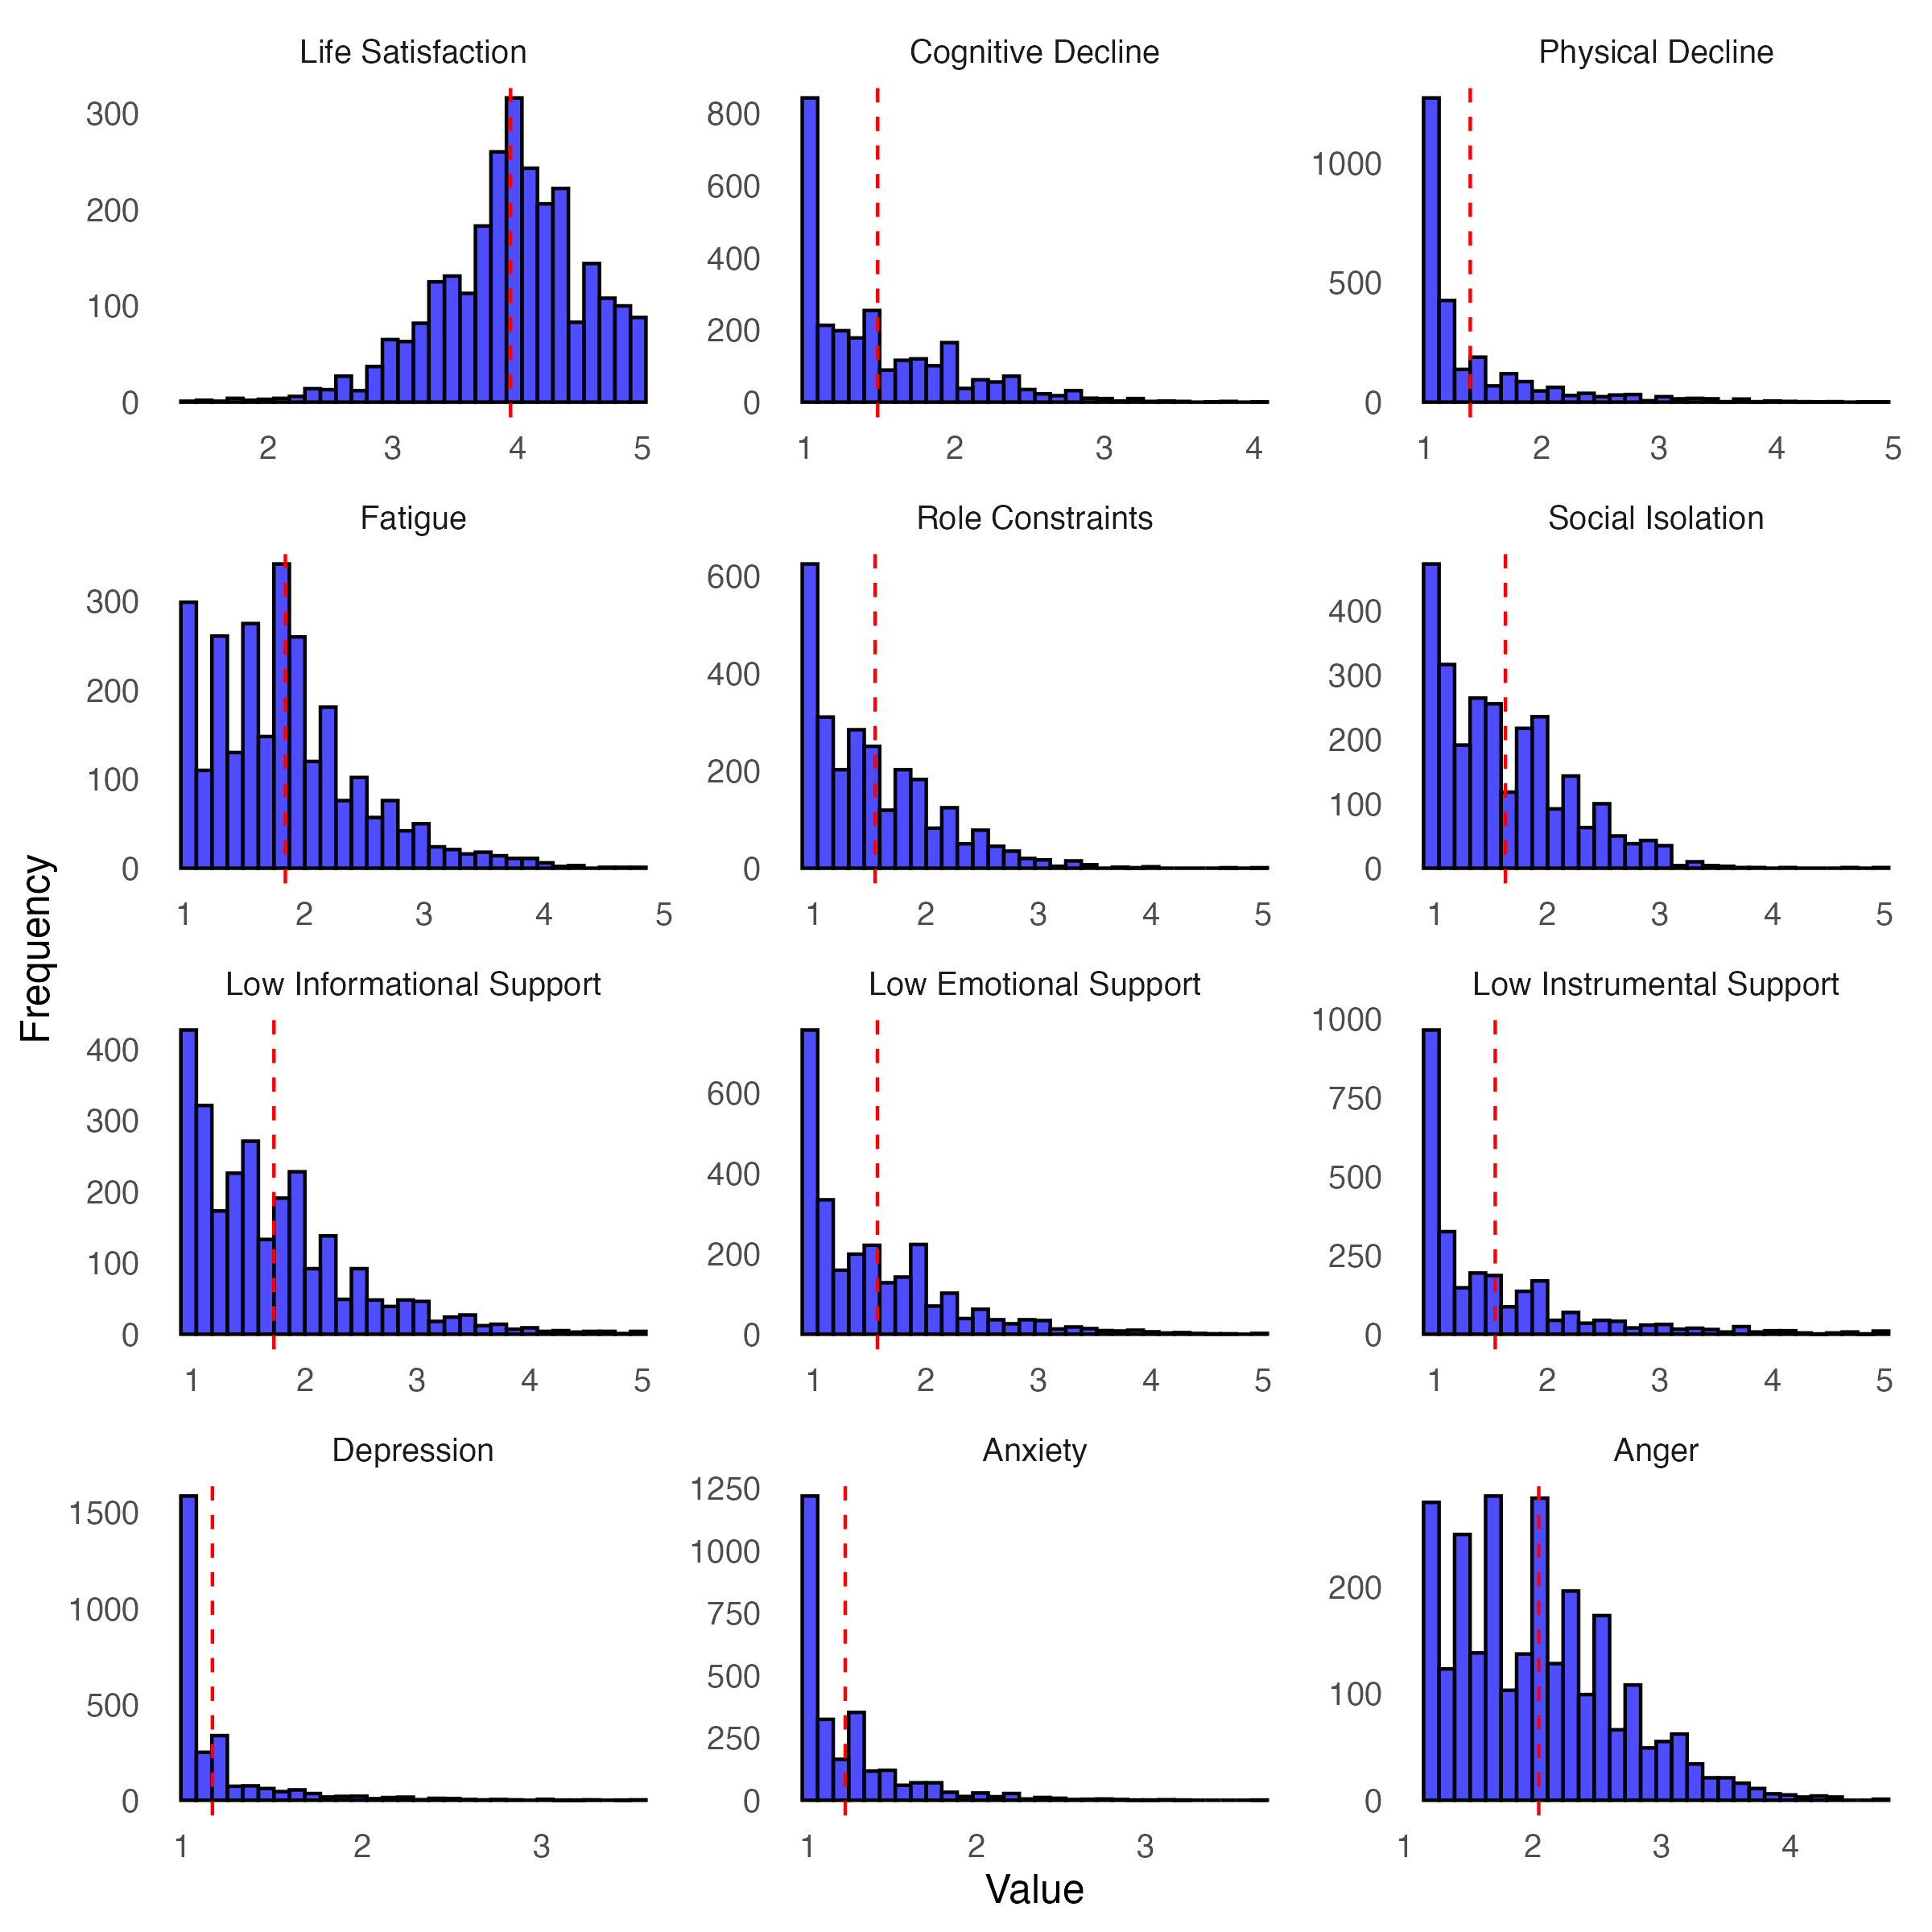 Life Satisfaction Cognitive Decline Physical Decline
300 800
1000
600
200
400
500
100
200
0 0 0
2 3 4 5 1 2 3 4 1 2 3 4 5
Fatigue Role Constraints Social Isolation
300 600
400
300
200 400
200
100 200
100
0 0 0
1 2 3 4 5 1 2 3 4 5 1 2 3 4 5
Frequency
Low Informational Support Low Emotional Support Low Instrumental Support
1000
400
600 750
300
400 500
200
200 250
100
0 0 0
1 2 3 4 5 1 2 3 4 5 1 2 3 4 5
Depression Anxiety Anger
1500 1250
1000
200
1000 750
500 100
500
250
0 0 0
1 2 3 1 2 3 1 2 3 4
Value